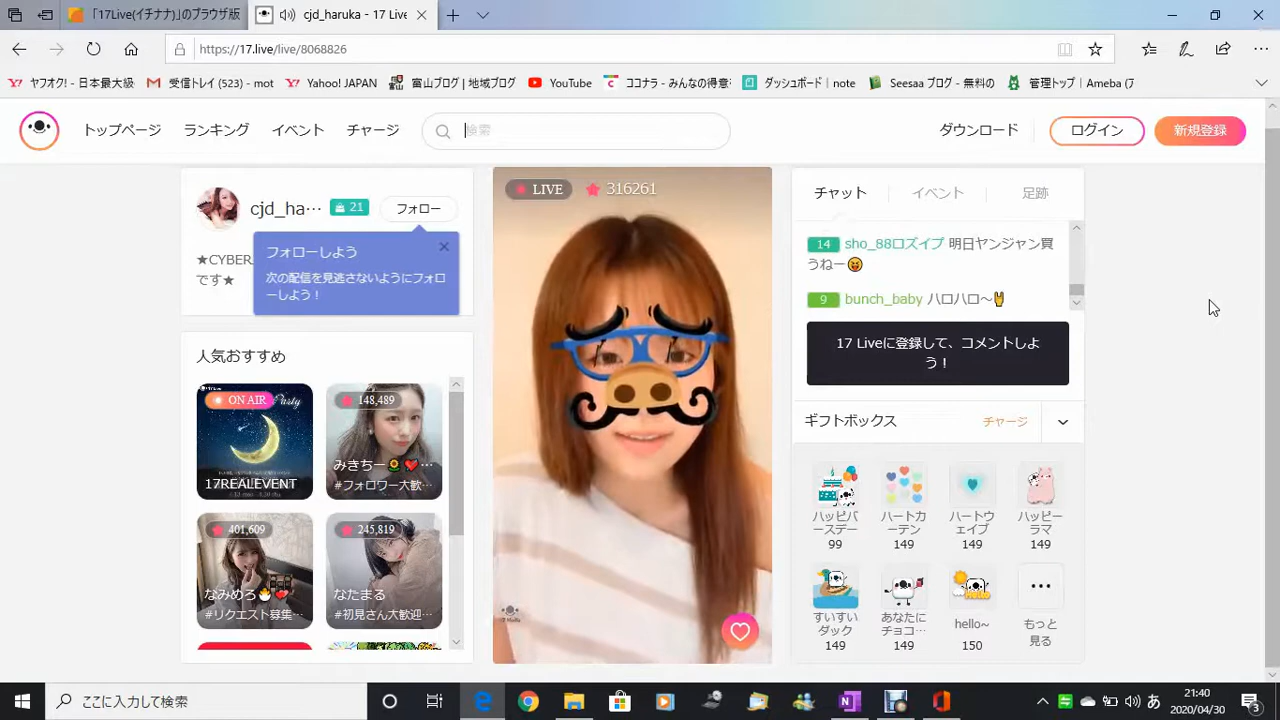 「17Live(イチナナ)」のブラウザ版
cjd_haruka - 17 Live
https://17.live/live/8068826
ヤフオク! - 日本最大級
受信トレイ (523) - mot
Yahoo! JAPAN
富山ブログ | 地域ブログ
YouTube
ココナラ - みんなの得意
ダッシュボード | note
Seesaa ブログ - 無料の
管理トップ | Ameba (ア
トップページ
ランキング
イベント
チャージ
検索
ダウンロード
ログイン
新規登録
cjd_ha…
21
フォロー
★CYBER
です★
フォローしよう
次の配信を見逃さないようにフォロ
ーしよう！
人気おすすめ
ON AIR
17REALEVENT
148,489
みきちー🌻❤…
#フォロワー大歓…
401,609
なみめろ🐣❤
#リクエスト募集…
245,819
なたまる
#初見さん大歓迎…
LIVE
316261
チャット
イベント
足跡
14 sho_88ロズイプ 明日ヤンジャン買
うねー😝
9 bunch_baby ハロハロ〜🤘
17 Liveに登録して、コメントしよ
う！
ギフトボックス
チャージ
ハッピバ
ースデー
99
ハートカ
ーテン
149
ハートウ
ェイブ
149
ハッピー
ラマ
149
すいすい
ダック
149
あなたに
チョコ…
149
hello~
150
もっと
見る
ここに入力して検索
あ
21:40
2020/04/30
3